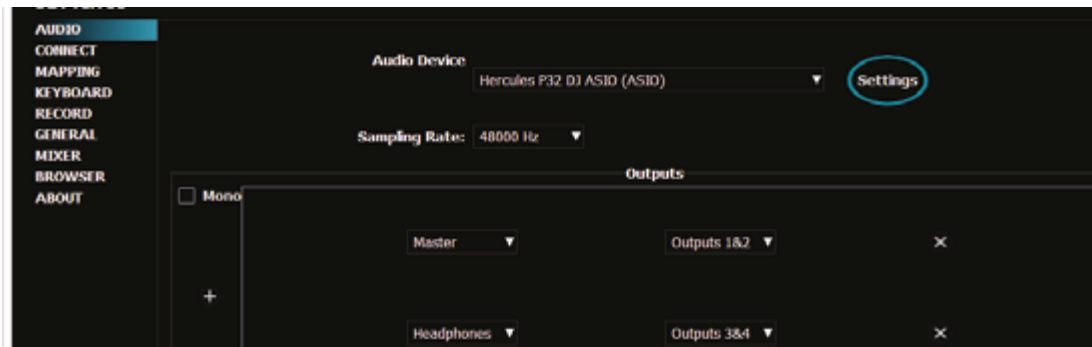 AUDIO
CONNECT
MAPPING
KEYBOARD
RECORD
GENERAL
MIXER
BROWSER
ABOUT
Audio Device
Hercules P32 DJ ASIO (ASIO) ▼ Settings
Sampling Rate: 48000 Hz ▼
Outputs
Mono
Master ▼ Outputs 1&2 ▼ ×
+
Headphones ▼ Outputs 3&4 ▼ ×